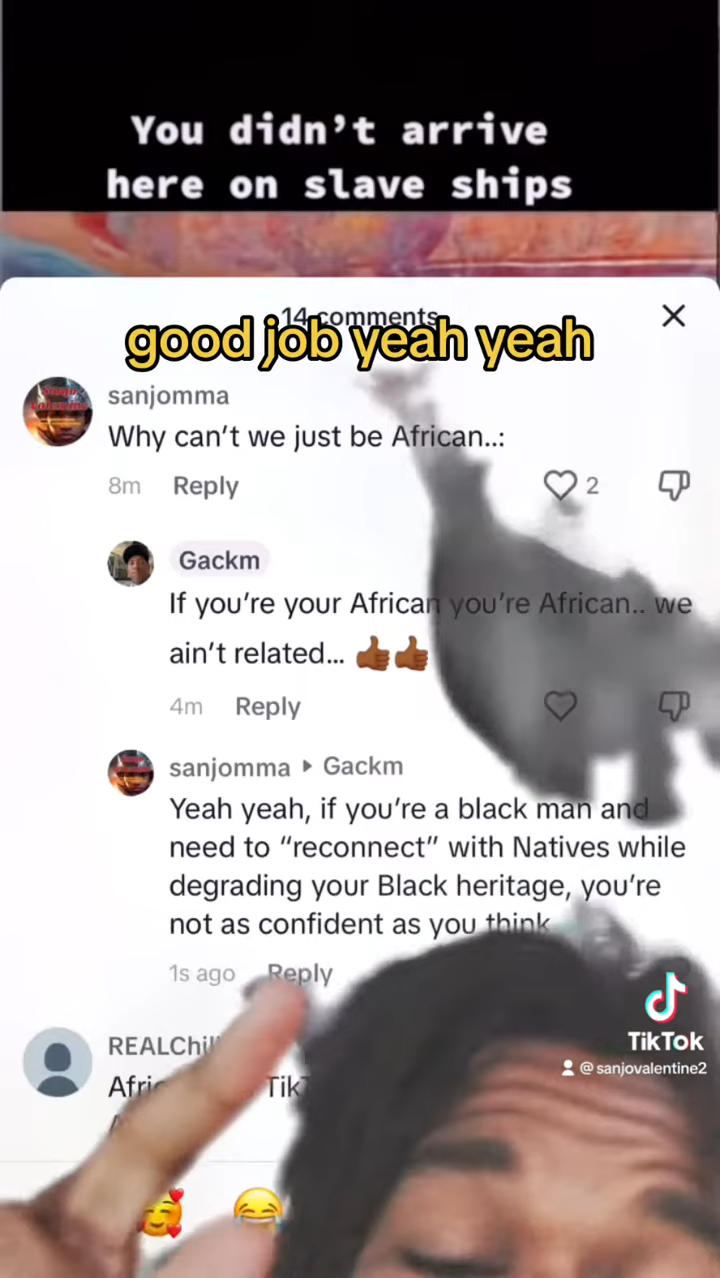 You didn't arrive
here on slave ships
14 comments
good job yeah yeah
sanjomma
Why can't we just be African..:
8m Reply 2
Gackm
If you're your African you're African.. we
ain't related... 👍🏾👍🏾
4m Reply
sanjomma ▸ Gackm
Yeah yeah, if you're a black man and
need to “reconnect” with Natives while
degrading your Black heritage, you're
not as confident as you think
1s ago Reply
TikTok
@sanjovalentine2